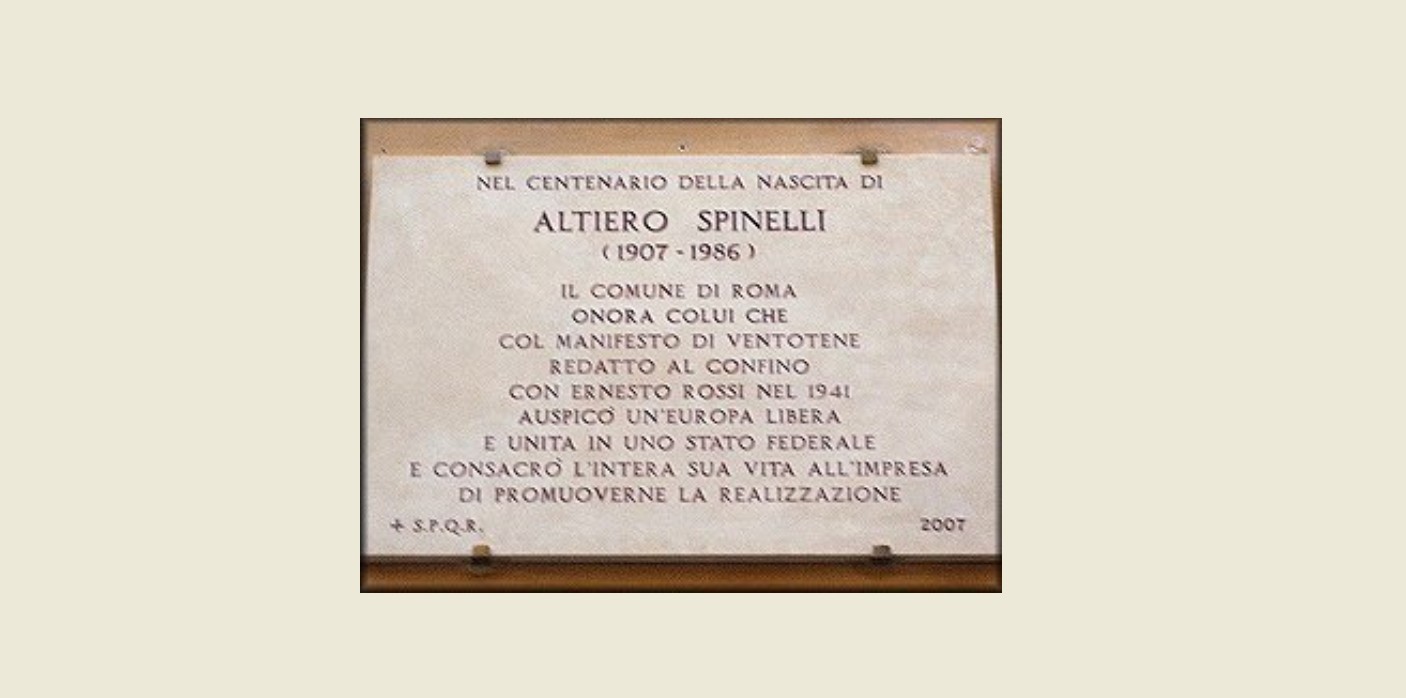 NEL CENTENARIO DELLA NASCITA DI
ALTIERO SPINELLI
(1907 - 1986)
IL COMUNE DI ROMA
ONORA COLUI CHE
COL MANIFESTO DI VENTOTENE
REDATTO AL CONFINO
CON ERNESTO ROSSI NEL 1941
AUSPICÒ UN'EUROPA LIBERA
E UNITA IN UNO STATO FEDERALE
E CONSACRÒ L'INTERA SUA VITA ALL'IMPRESA
DI PROMUOVERNE LA REALIZZAZIONE
+ S.P.Q.R. 2007